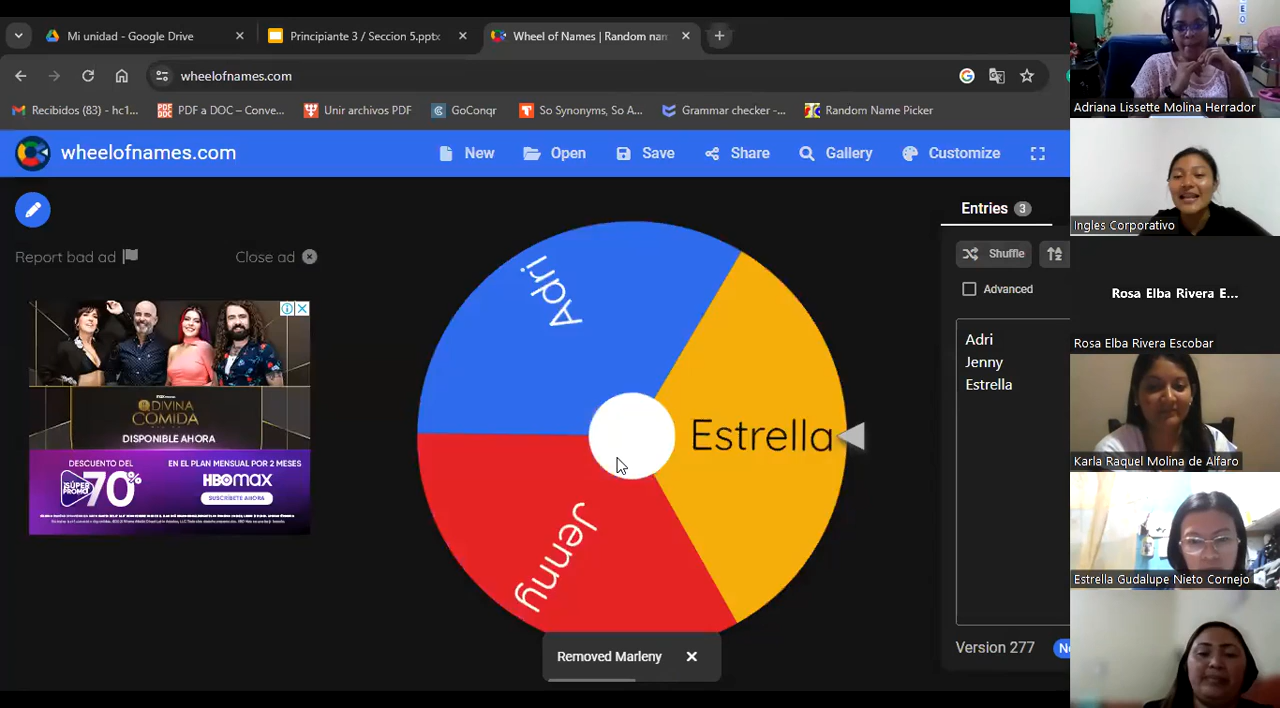 Mi unidad - Google Drive
Principiante 3 / Seccion 5.pptx
Wheel of Names | Random nam
wheelofnames.com
Recibidos (83) - hc1...
PDF a DOC – Conve...
Unir archivos PDF
GoConqr
So Synonyms, So A...
Grammar checker -...
Random Name Picker
wheelofnames.com
New
Open
Save
Share
Gallery
Customize
Report bad ad
Close ad
DIVINA
COMIDA
DISPONIBLE AHORA
¡SÚPER
PROMO!
DESCUENTO DEL
70%
EN EL PLAN MENSUAL POR 2 MESES
HBOMAX
SUSCRÍBETE AHORA
Adri
Estrella
Jenny
Removed Marleny
Entries 3
Shuffle
Advanced
Adri
Jenny
Estrella
Version 277
Adriana Lissette Molina Herrador
Ingles Corporativo
Rosa Elba Rivera E...
Rosa Elba Rivera Escobar
Karla Raquel Molina de Alfaro
Estrella Gudalupe Nieto Cornejo